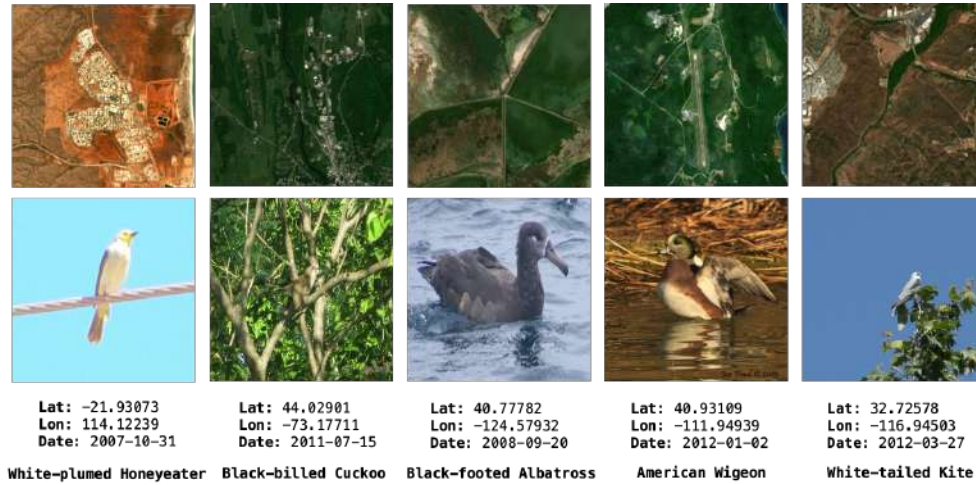 Lat: -21.93073
Lon: 114.12239
Date: 2007-10-31
White-plumed Honeyeater
Lat: 44.02901
Lon: -73.17711
Date: 2011-07-15
Black-billed Cuckoo
Lat: 40.77782
Lon: -124.57932
Date: 2008-09-20
Black-footed Albatross
Lat: 40.93109
Lon: -111.94939
Date: 2012-01-02
American Wigeon
Lat: 32.72578
Lon: -116.94503
Date: 2012-03-27
White-tailed Kite